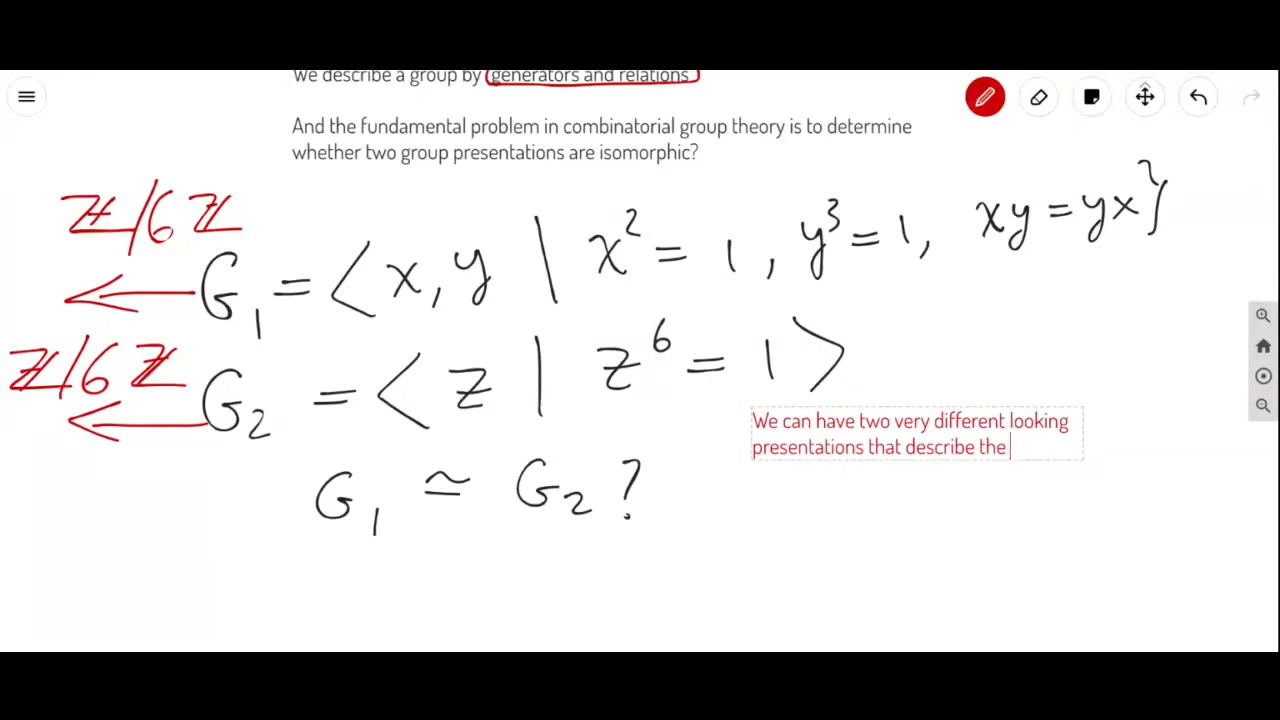 We describe a group by generators and relations
And the fundamental problem in combinatorial group theory is to determine
whether two group presentations are isomorphic?
ℤ/6ℤ
G₁ = ⟨x, y | x² = 1, y³ = 1, xy = yx}
ℤ/6ℤ
G₂ = ⟨z | z⁶ = 1⟩
We can have two very different looking
presentations that describe the
G₁ ≃ G₂ ?